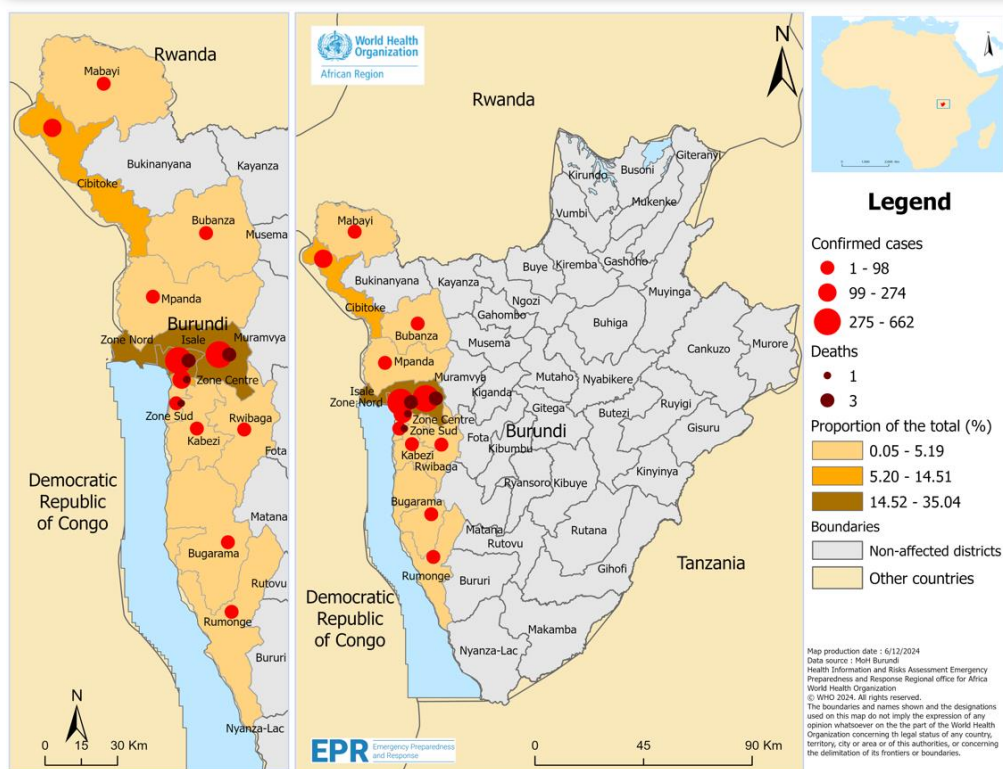 Rwanda
Mabayi
Bukinanyana
Kayanza
Cibitoke
Bubanza
Musema
Mpanda
Burundi
Zone Nord
Isale
Muramvya
Zone Centre
Zone Sud
Rwibaga
Kabezi
Fota
Democratic
Republic
of Congo
Matana
Bugarama
Rutovu
Rumonge
Bururi
Nyanza-Lac
N
0 15 30 Km
World Health
Organization
African Region
N
Rwanda
Giteranyi
Busoni
Kirundo
Mukenke
Vumbi
Mabayi
Gashoho
Buye
Kiremba
Bukinanyana
Kayanza
Muyinga
Ngozi
Cibitoke
Gahombo
Buhiga
Bubanza
Musema
Cankuzo
Murore
Mpanda
Muramvye
Mutaho
Nyabikere
Isale
Kiganda
Zone Nord
Gitega
Butezi
Ruyigi
Zone Centre
Zone Sud
Fota
Burundi
Gisuru
Kabezi
Kibumbu
Rwibaga
Kinyinya
Ryansoro
Kibuye
Bugarama
Matana
Rutana
Rutovu
Tanzania
Gihofi
Rumonge
Bururi
Democratic
Republic
of Congo
Makamba
Nyanza-Lac
EPR Emergency Preparedness
and Response
0 45 90 Km
Legend
Confirmed cases
1 - 98
99 - 274
275 - 662
Deaths
1
3
Proportion of the total (%)
0.05 - 5.19
5.20 - 14.51
14.52 - 35.04
Boundaries
Non-affected districts
Other countries
Map production date : 6/12/2024
Data source : MoH Burundi
Health Information and Risks Assessment Emergency
Preparedness and Response Regional office for Africa
World Health Organization
© WHO 2024. All rights reserved.
The boundaries and names shown and the designations
used on this map do not imply the expression of any
opinion whatsoever on the the part of the World Health
Organization concerning th legal status of any country,
territory, city or area or of this authorities, or concerning
the delimitation of its frontiers or boundaries.